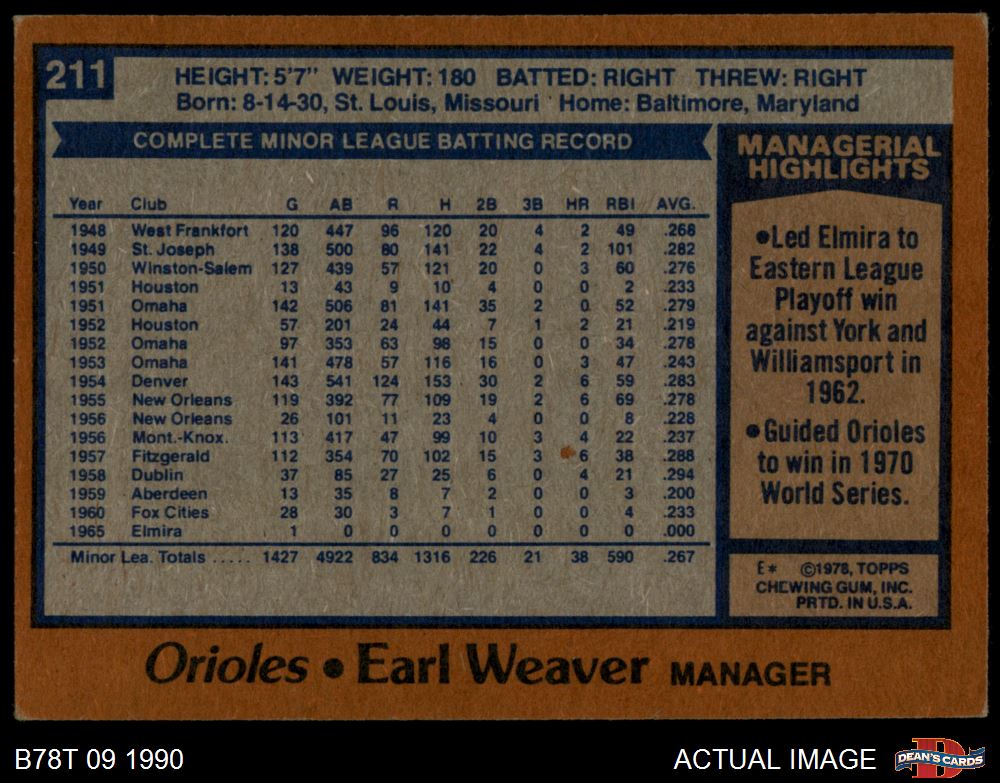 211
HEIGHT: 5'7" WEIGHT: 180 BATTED: RIGHT THREW: RIGHT
Born: 8-14-30, St. Louis, Missouri Home: Baltimore, Maryland
COMPLETE MINOR LEAGUE BATTING RECORD
Year Club G AB R H 2B 3B HR RBI AVG.
1948 West Frankfort 120 447 96 120 20 4 2 49 .268
1949 St. Joseph 138 500 80 141 22 4 2 101 .282
1950 Winston-Salem 127 439 57 121 20 0 3 60 .276
1951 Houston 13 43 9 10 4 0 0 2 .233
1951 Omaha 142 506 81 141 35 2 0 52 .279
1952 Houston 57 201 24 44 7 1 2 21 .219
1952 Omaha 97 353 63 98 15 0 0 34 .278
1953 Omaha 141 478 57 116 16 0 3 47 .243
1954 Denver 143 541 124 153 30 2 6 59 .283
1955 New Orleans 119 392 77 109 19 2 6 69 .278
1956 New Orleans 26 101 11 23 4 0 0 8 .228
1956 Mont.-Knox. 113 417 47 99 10 3 4 22 .237
1957 Fitzgerald 112 354 70 102 15 3 6 38 .288
1958 Dublin 37 85 27 25 6 0 4 21 .294
1959 Aberdeen 13 35 8 7 2 0 0 3 .200
1960 Fox Cities 28 30 3 7 1 0 0 4 .233
1965 Elmira 1 0 0 0 0 0 0 0 .000
Minor Lea. Totals ..... 1427 4922 834 1316 226 21 38 590 .267
MANAGERIAL
HIGHLIGHTS
•Led Elmira to
Eastern League
Playoff win
against York and
Williamsport in
1962.
•Guided Orioles
to win in 1970
World Series.
E* ©1978, TOPPS
CHEWING GUM, INC.
PRTD. IN U.S.A.
Orioles • Earl Weaver MANAGER
B78T 09 1990
ACTUAL IMAGE
D
DEAN'S CARDS